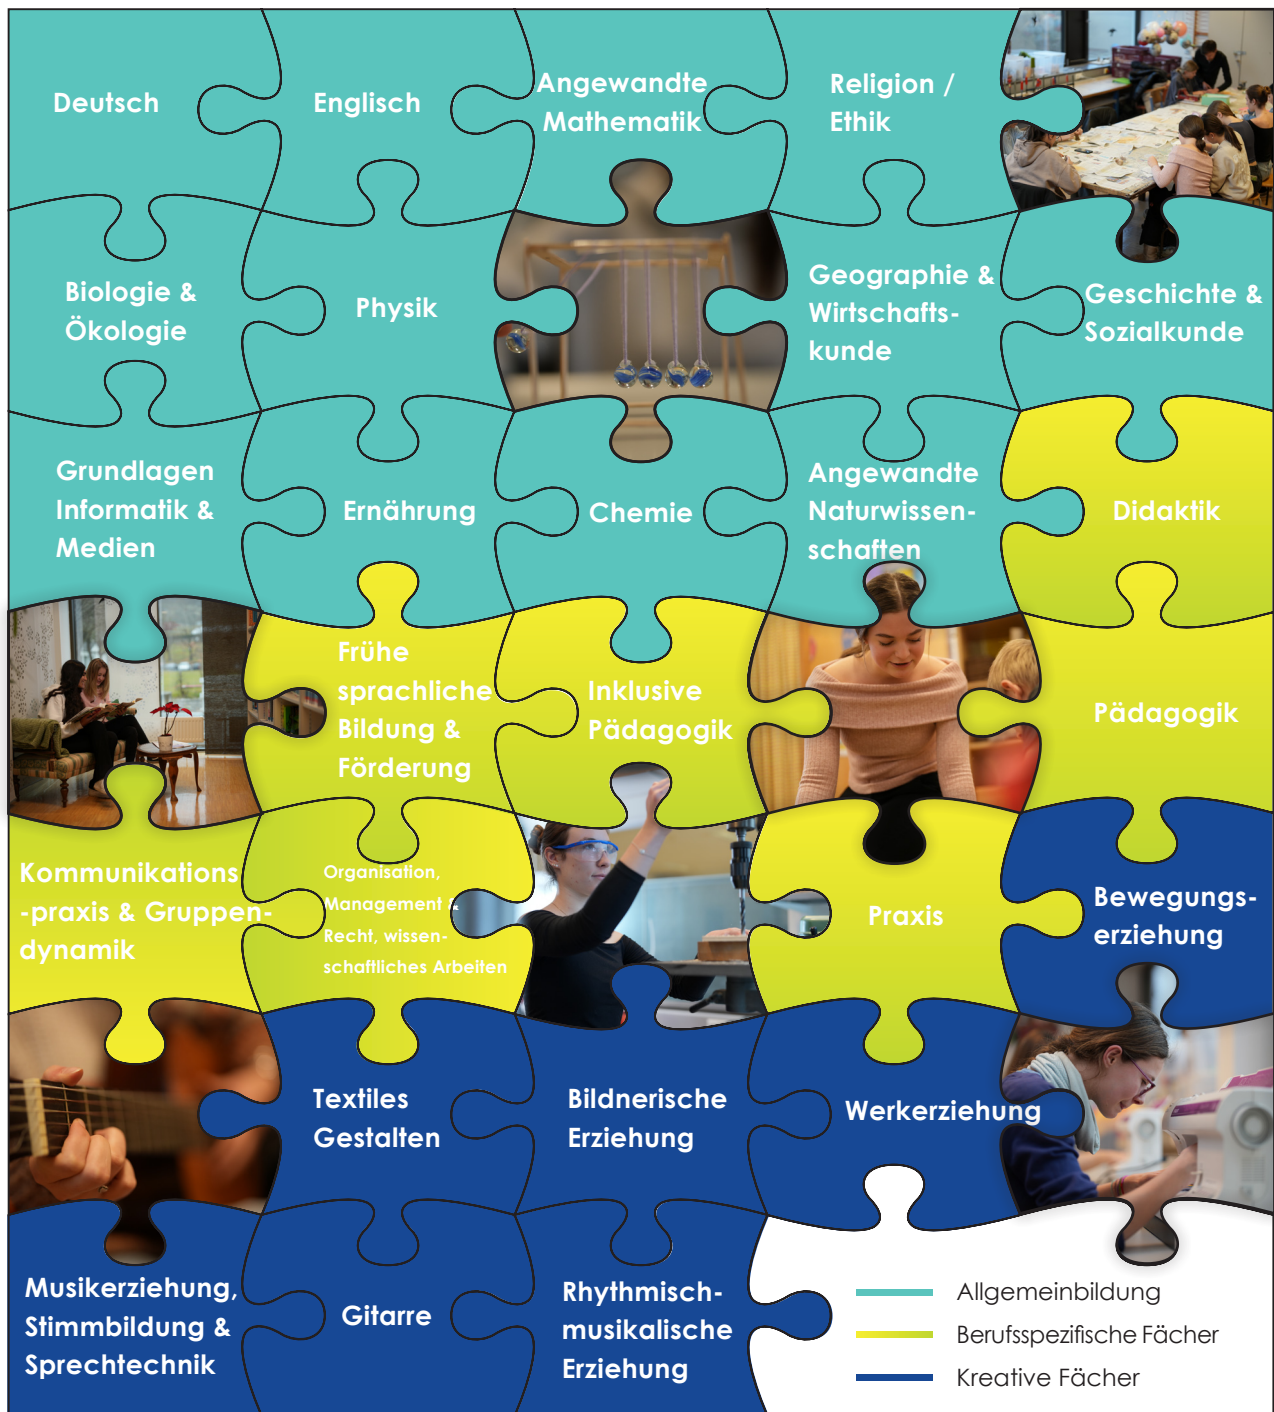 Deutsch
Englisch
Angewandte
Mathematik
Religion /
Ethik
Biologie &
Ökologie
Physik
Geographie &
Wirtschafts-
kunde
Geschichte &
Sozialkunde
Grundlagen
Informatik &
Medien
Ernährung
Chemie
Angewandte
Naturwissen-
schaften
Didaktik
Frühe
sprachliche
Bildung &
Förderung
Inklusive
Pädagogik
Pädagogik
Kommunikations
-praxis & Gruppen-
dynamik
Organisation,
Management &
Recht, wissen-
schaftliches Arbeiten
Praxis
Bewegungs-
erziehung
Textiles
Gestalten
Bildnerische
Erziehung
Werkerziehung
Musikerziehung,
Stimmbildung &
Sprechtechnik
Gitarre
Rhythmisch-
musikalische
Erziehung
Allgemeinbildung
Berufsspezifische Fächer
Kreative Fächer